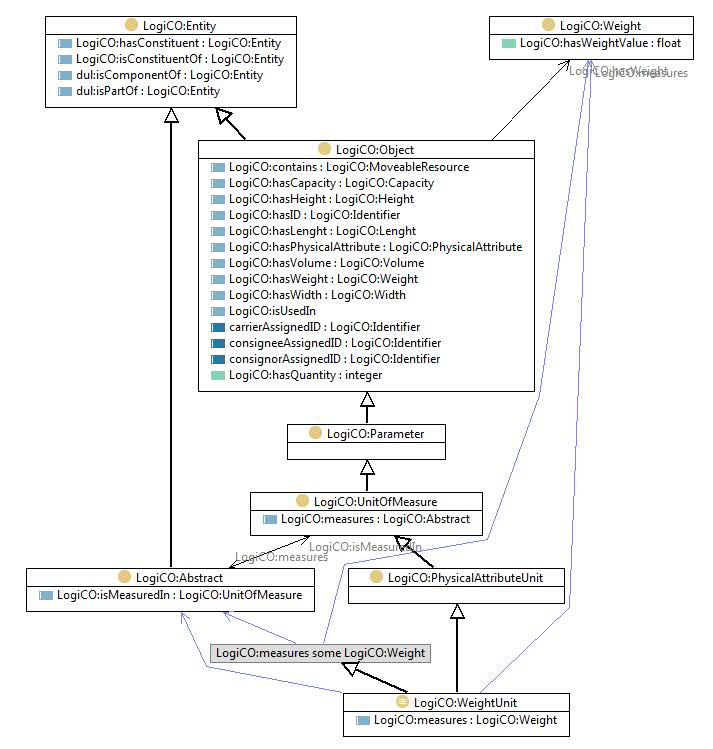 LogiCO:Entity
LogiCO:hasConstituent : LogiCO:Entity
LogiCO:isConstituentOf : LogiCO:Entity
dul:isComponentOf : LogiCO:Entity
dul:isPartOf : LogiCO:Entity
LogiCO:Weight
LogiCO:hasWeightValue : float
LogiCO:hasWeight
LogiCO:measures
LogiCO:Object
LogiCO:contains : LogiCO:MoveableResource
LogiCO:hasCapacity : LogiCO:Capacity
LogiCO:hasHeight : LogiCO:Height
LogiCO:hasID : LogiCO:Identifier
LogiCO:hasLenght : LogiCO:Lenght
LogiCO:hasPhysicalAttribute : LogiCO:PhysicalAttribute
LogiCO:hasVolume : LogiCO:Volume
LogiCO:hasWeight : LogiCO:Weight
LogiCO:hasWidth : LogiCO:Width
LogiCO:isUsedIn
carrierAssignedID : LogiCO:Identifier
consigneeAssignedID : LogiCO:Identifier
consignorAssignedID : LogiCO:Identifier
LogiCO:hasQuantity : integer
LogiCO:Parameter
LogiCO:UnitOfMeasure
LogiCO:measures : LogiCO:Abstract
LogiCO:isMeasuredIn
LogiCO:measures
LogiCO:Abstract
LogiCO:isMeasuredIn : LogiCO:UnitOfMeasure
LogiCO:PhysicalAttributeUnit
LogiCO:measures some LogiCO:Weight
LogiCO:WeightUnit
LogiCO:measures : LogiCO:Weight